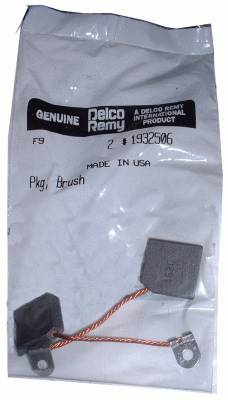 GENUINE Delco Remy A DELCO REMY INTERNATIONAL PRODUCT
F9 2 # 1932506
MADE IN USA
Pkg, Brush